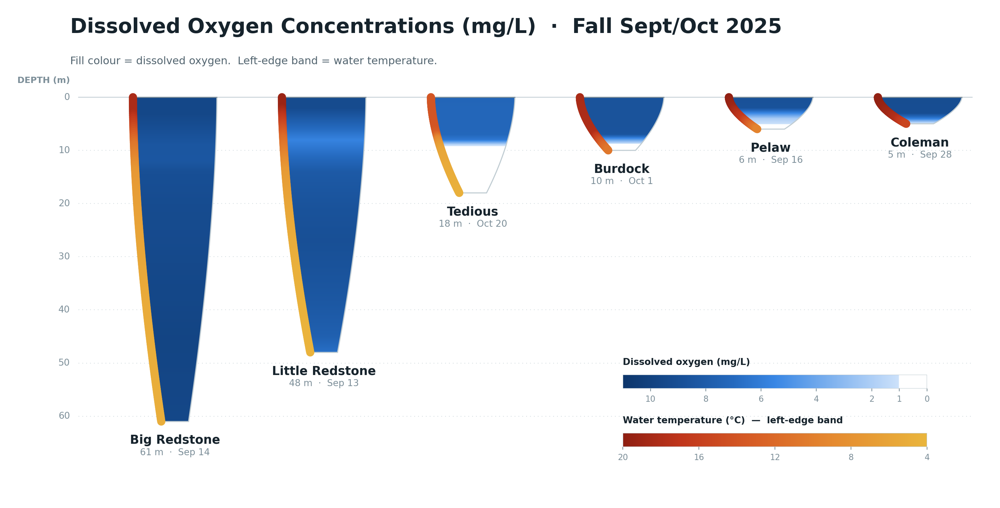 Dissolved Oxygen Concentrations (mg/L) · Fall Sept/Oct 2025
Fill colour = dissolved oxygen. Left-edge band = water temperature.
DEPTH (m)
0
10
20
30
40
50
60
Big Redstone
61 m · Sep 14
Little Redstone
48 m · Sep 13
Tedious
18 m · Oct 20
Burdock
10 m · Oct 1
Pelaw
6 m · Sep 16
Coleman
5 m · Sep 28
Dissolved oxygen (mg/L)
10 8 6 4 2 1 0
Water temperature (°C) — left-edge band
20 16 12 8 4